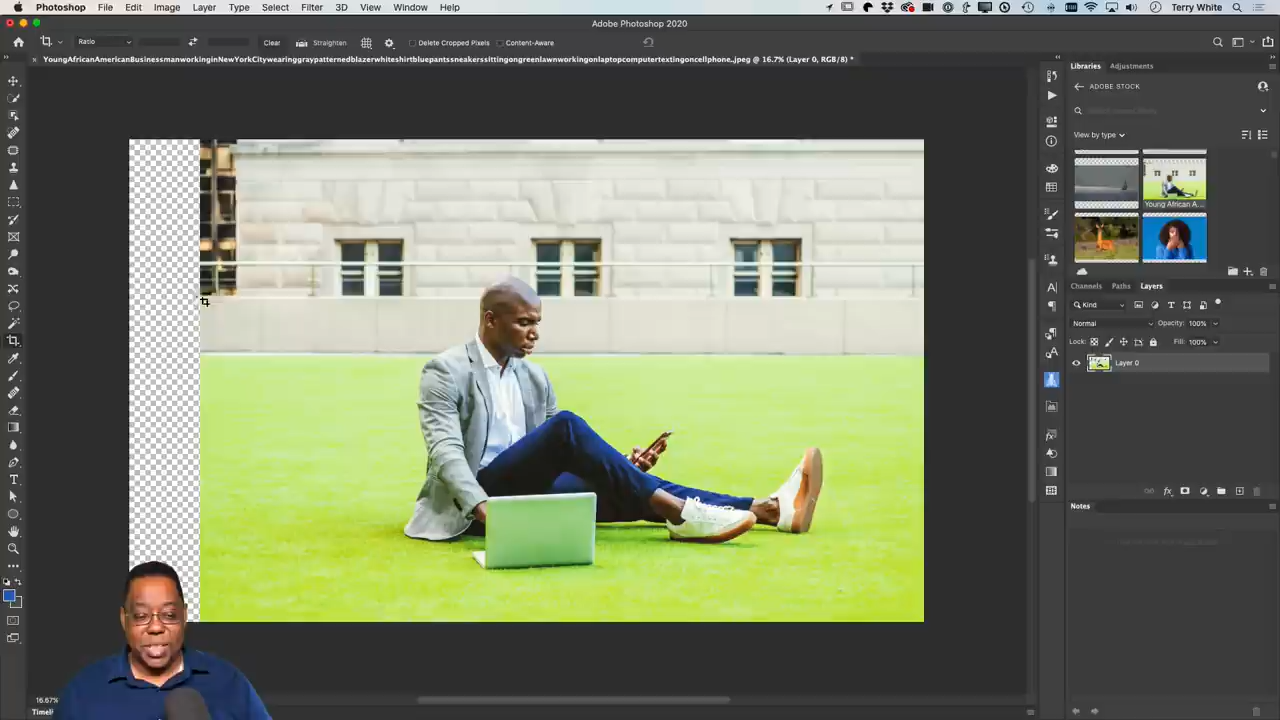 Photoshop File Edit Image Layer Type Select Filter 3D View Window Help Terry White
Adobe Photoshop 2020
Ratio Clear Straighten Delete Cropped Pixels Content-Aware
YoungAfricanAmericanBusinessmanworkinginNewYorkCitywearinggraypatternedblazerwhiteshirtbluepantssneakerssittingongreenlawnworkingonlaptopcomputertextingoncellphone,.jpeg @ 16.7% (Layer 0, RGB/8) *
Libraries Adjustments
ADOBE STOCK
View by type
Young African A...
Channels Paths Layers
Kind
Normal Opacity: 100%
Lock: Fill: 100%
Layer 0
Notes
16.67%
Timeli